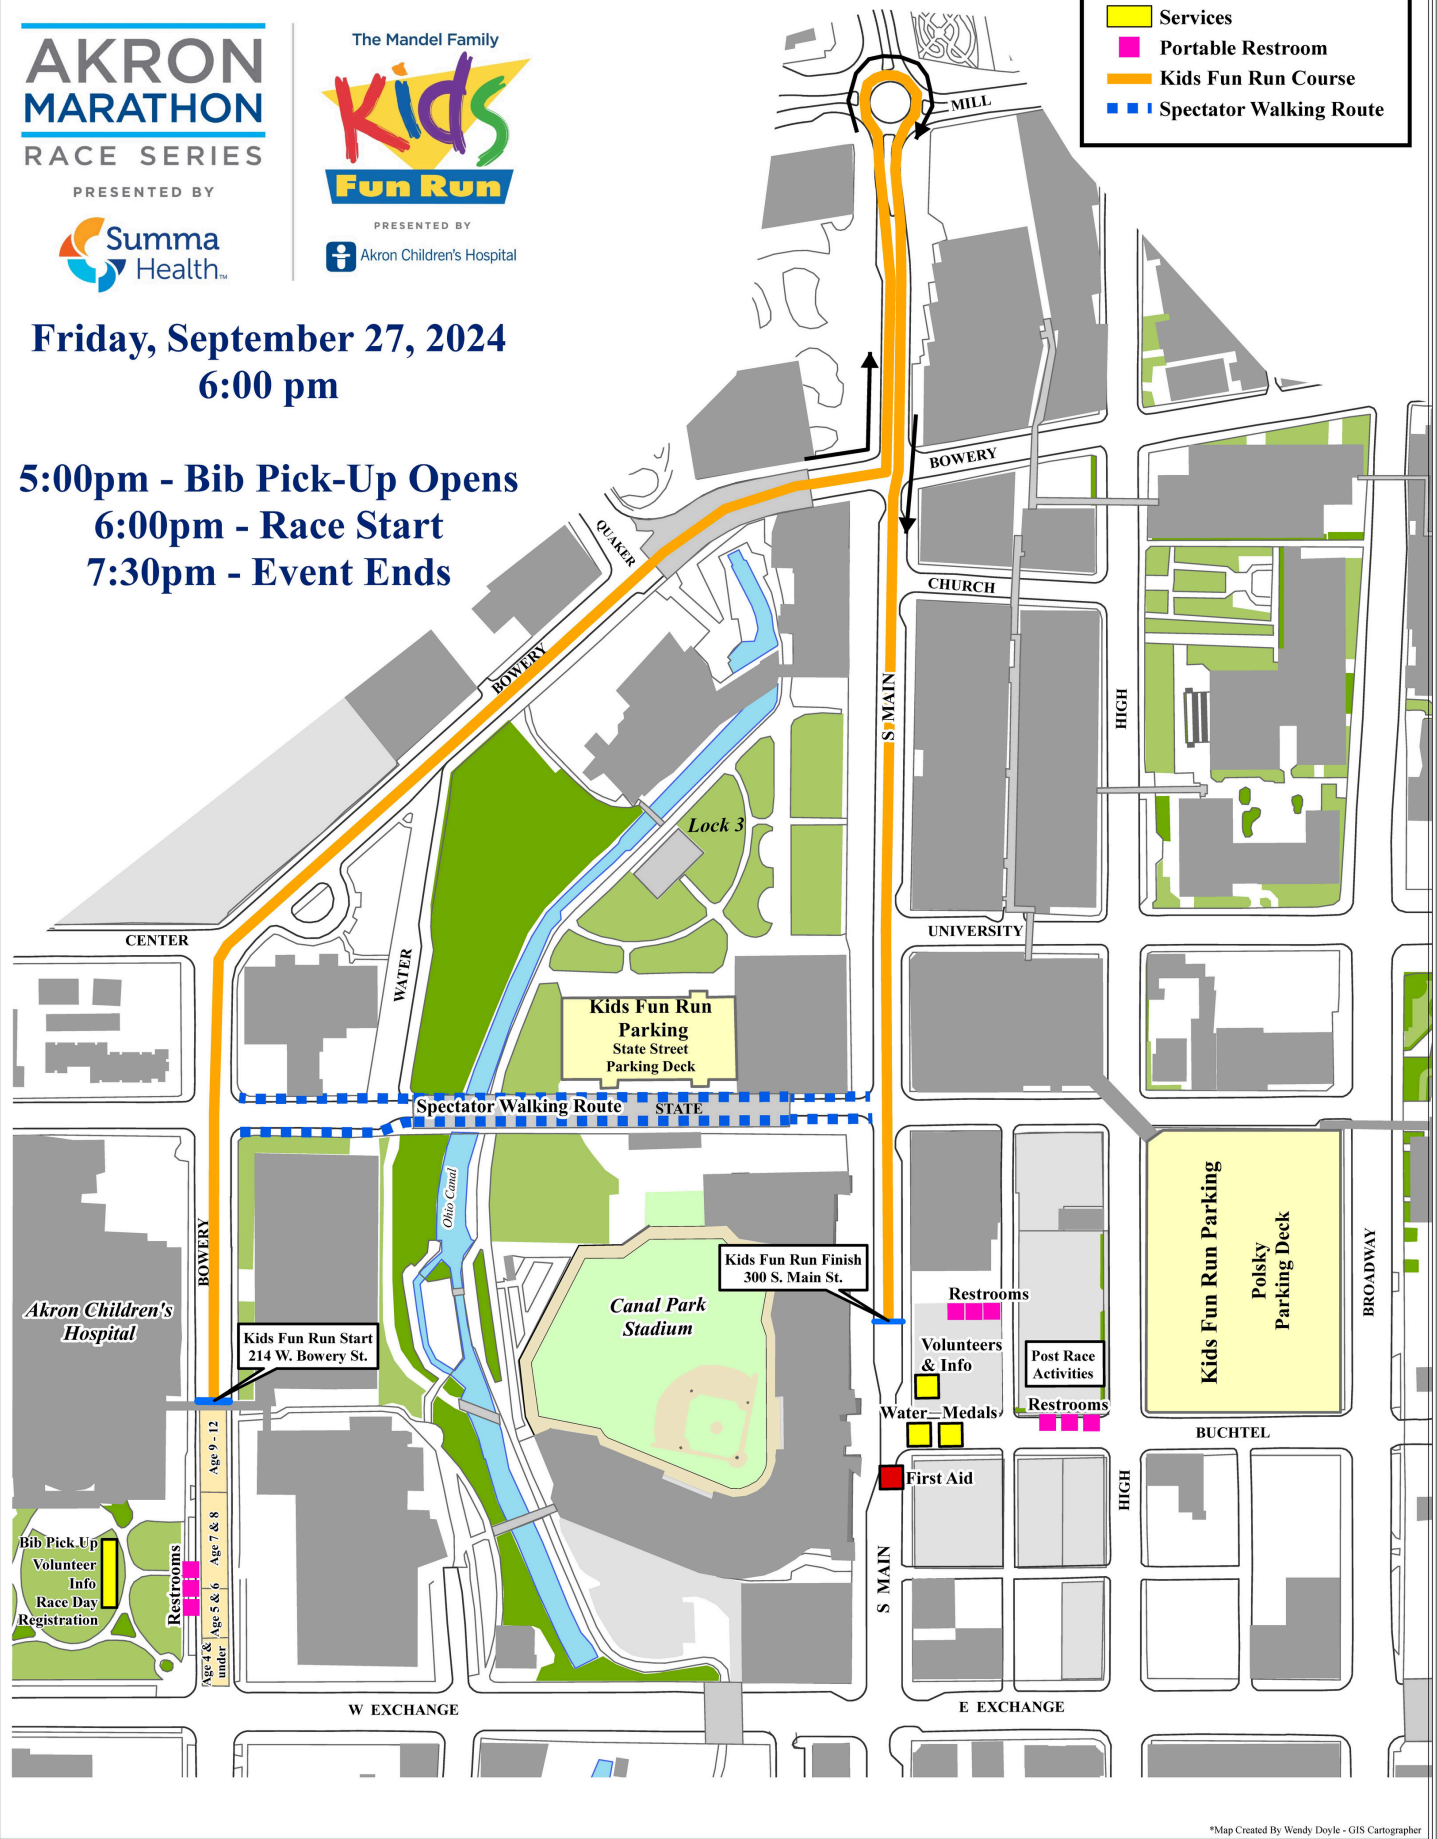 AKRON
MARATHON
RACE SERIES
PRESENTED BY
Summa
Health™
The Mandel Family
Kids
Fun Run
PRESENTED BY
Akron Children's Hospital
Friday, September 27, 2024
6:00 pm
5:00pm - Bib Pick-Up Opens
6:00pm - Race Start
7:30pm - Event Ends
Services
Portable Restroom
Kids Fun Run Course
Spectator Walking Route
MILL
BOWERY
QUAKER
CHURCH
BOWERY
S MAIN
HIGH
Lock 3
CENTER
UNIVERSITY
WATER
Kids Fun Run
Parking
State Street
Parking Deck
Spectator Walking Route
STATE
Ohio Canal
BOWERY
Kids Fun Run Parking
Polsky
Parking Deck
BROADWAY
Kids Fun Run Finish
300 S. Main St.
Akron Children's
Hospital
Canal Park
Stadium
Restrooms
Kids Fun Run Start
214 W. Bowery St.
Volunteers
& Info
Post Race
Activities
Restrooms
Water
Medals
BUCHTEL
First Aid
HIGH
Age 9 - 12
Age 7 & 8
Age 5 & 6
Age 4 &
under
Bib Pick Up
Volunteer
Info
Race Day
Registration
Restrooms
S MAIN
W EXCHANGE
E EXCHANGE
*Map Created By Wendy Doyle - GIS Cartographer